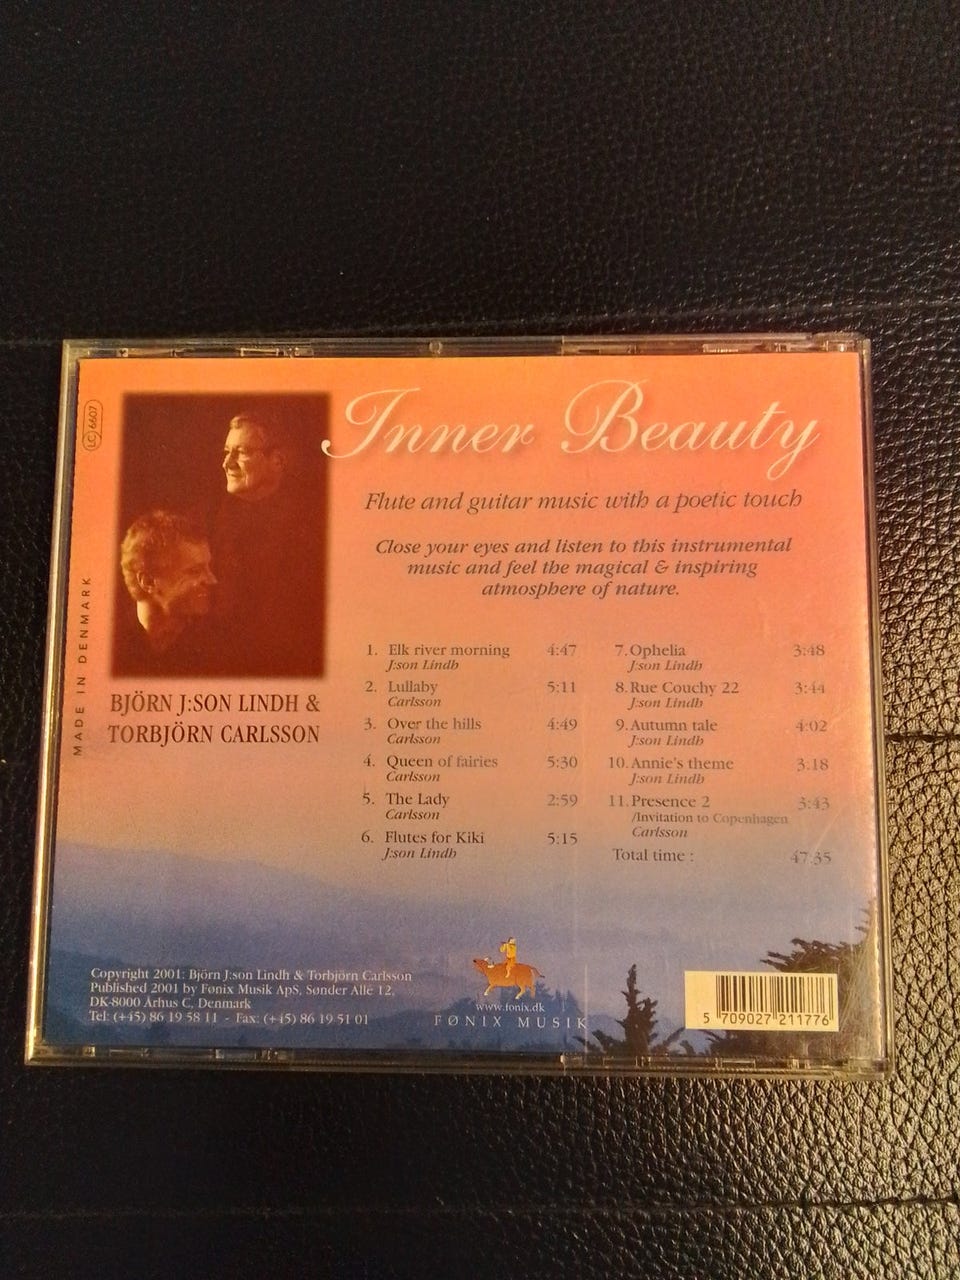 LC 6607
MADE IN DENMARK
Inner Beauty
Flute and guitar music with a poetic touch
Close your eyes and listen to this instrumental
music and feel the magical & inspiring
atmosphere of nature.
BJÖRN J:SON LINDH &
TORBJÖRN CARLSSON
1. Elk river morning 4:47
J:son Lindh
2. Lullaby 5:11
Carlsson
3. Over the hills 4:49
Carlsson
4. Queen of fairies 5:30
Carlsson
5. The Lady 2:59
Carlsson
6. Flutes for Kiki 5:15
J:son Lindh
7. Ophelia 3:48
J:son Lindh
8. Rue Couchy 22 3:44
J:son Lindh
9. Autumn tale 4:02
J:son Lindh
10. Annie's theme 3.18
J:son Lindh
11. Presence 2 3:43
/Invitation to Copenhagen
Carlsson
Total time : 47.35
Copyright 2001: Björn J:son Lindh & Torbjörn Carlsson
Published 2001 by Fønix Musik ApS, Sønder Allé 12,
DK-8000 Århus C, Denmark
Tel: (+45) 86 19 58 11 - Fax: (+45) 86 19 51 01
www.fonix.dk
FØNIX MUSIK
5 709027 211776